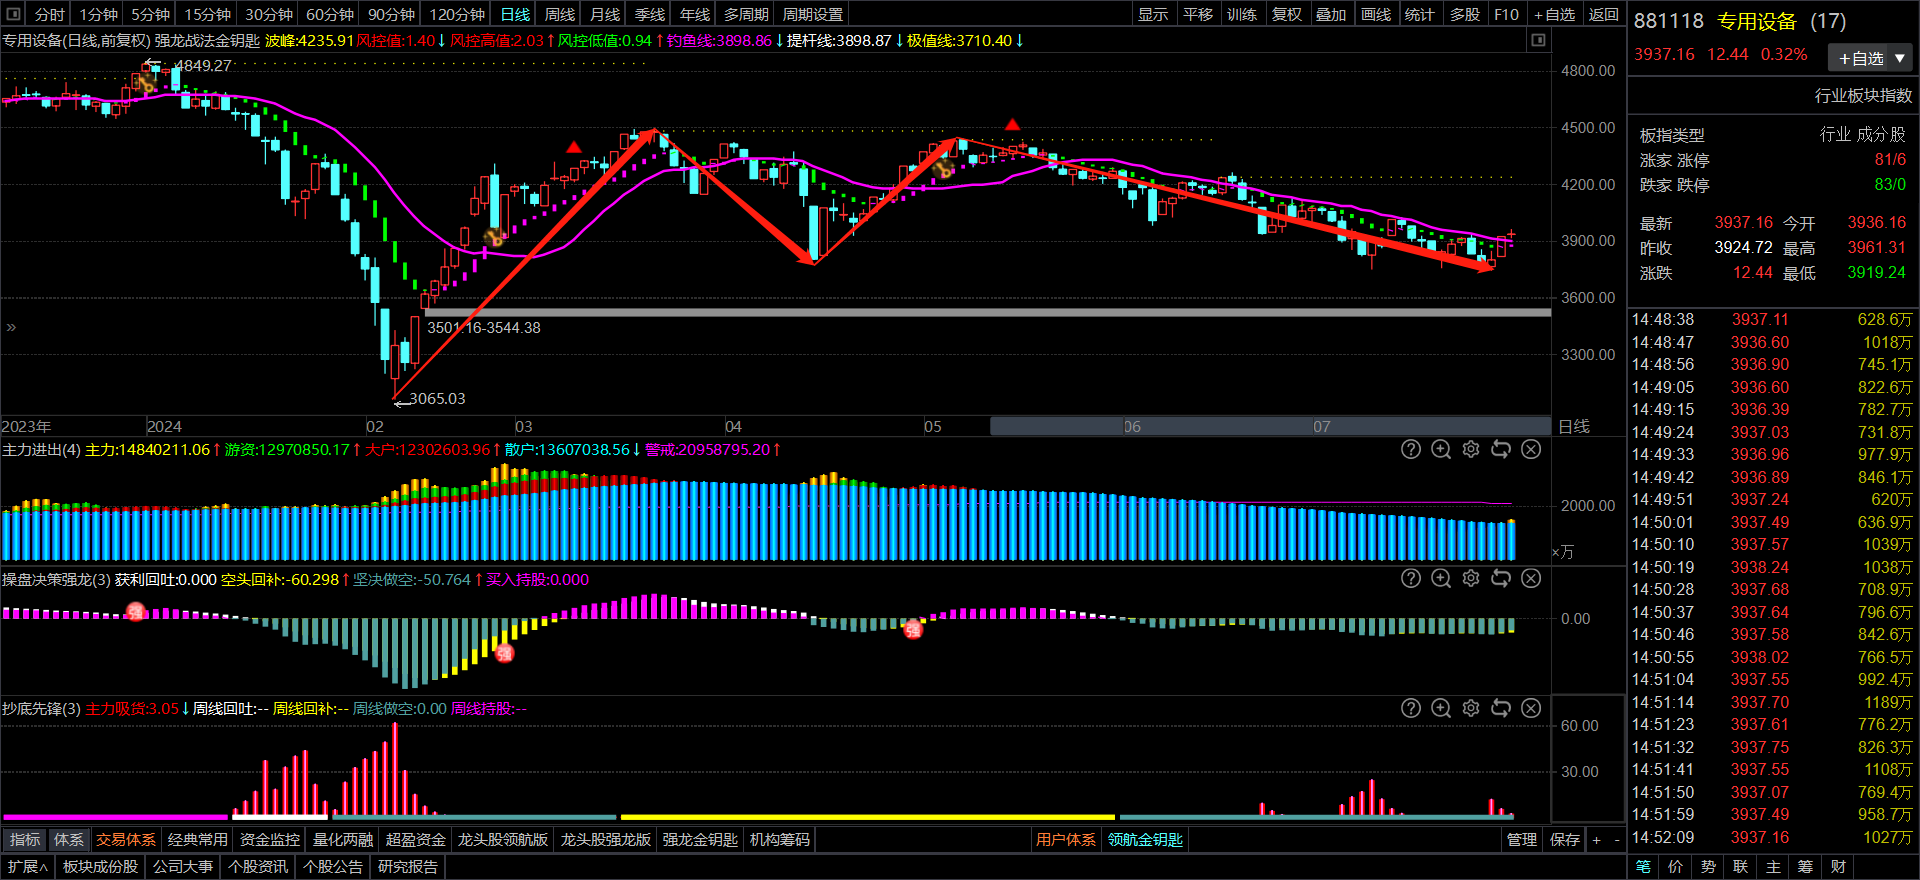 分时 1分钟 5分钟 15分钟 30分钟 60分钟 90分钟 120分钟 日线 周线 月线 季线 年线 多周期 周期设置 显示 平移 训练 复权 叠加 画线 统计 多股 F10 +自选 返回
881118 专用设备 (17)
专用设备(日线,前复权) 强龙战法金钥匙 波峰:4235.91 风控值:1.40↓ 风控高值:2.03↑ 风控低值:0.94↑ 钓鱼线:3898.86↓ 提杆线:3898.87↓ 极值线:3710.40↓
3937.16 12.44 0.32% +自选 ▼
行业板块指数
板指类型 行业 成分股
涨家 涨停 81/6
跌家 跌停 83/0
最新 3937.16 今开 3936.16
昨收 3924.72 最高 3961.31
涨跌 12.44 最低 3919.24
4849.27
4800.00
4500.00
4200.00
3900.00
3600.00
3300.00
3501.16-3544.38
3065.03
»
2023年 2024 02 03 04 05 06 07 日线
主力进出(4) 主力:14840211.06↑ 游资:12970850.17↑ 大户:12302603.96↑ 散户:13607038.56↓ 警戒:20958795.20↑
2000.00
×万
操盘决策强龙(3) 获利回吐:0.000 空头回补:-60.298↑ 坚决做空:-50.764↑ 买入持股:0.000
0.00
强
强
强
抄底先锋(3) 主力吸货:3.05↓ 周线回吐:-- 周线回补:-- 周线做空:0.00 周线持股:--
60.00
30.00
14:48:38 3937.11 628.6万
14:48:47 3936.60 1018万
14:48:56 3936.90 745.1万
14:49:05 3936.60 822.6万
14:49:15 3936.39 782.7万
14:49:24 3937.03 731.8万
14:49:33 3936.96 977.9万
14:49:42 3936.89 846.1万
14:49:51 3937.24 620万
14:50:01 3937.49 636.9万
14:50:10 3937.57 1039万
14:50:19 3938.24 1038万
14:50:28 3937.68 708.9万
14:50:37 3937.64 796.6万
14:50:46 3937.58 842.6万
14:50:55 3938.02 766.5万
14:51:04 3937.55 992.4万
14:51:14 3937.70 1189万
14:51:23 3937.61 776.2万
14:51:32 3937.75 826.3万
14:51:41 3937.55 1108万
14:51:50 3937.07 769.4万
14:51:59 3937.49 958.7万
14:52:09 3937.16 1027万
指标 体系 交易体系 经典常用 资金监控 量化两融 超盈资金 龙头股领航版 龙头股强龙版 强龙金钥匙 机构筹码 用户体系 领航金钥匙 管理 保存 + -
扩展∧ 板块成份股 公司大事 个股资讯 个股公告 研究报告 笔 价 势 联 主 筹 财